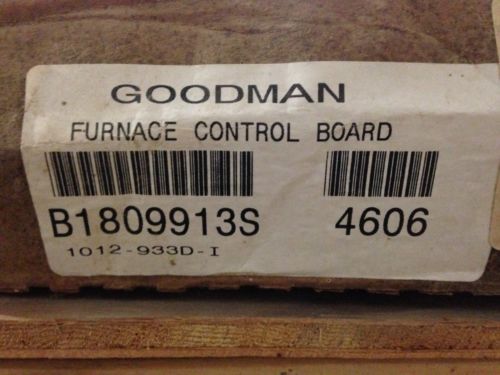 GOODMAN
FURNACE CONTROL BOARD
B1809913S 4606
1012-933D-I